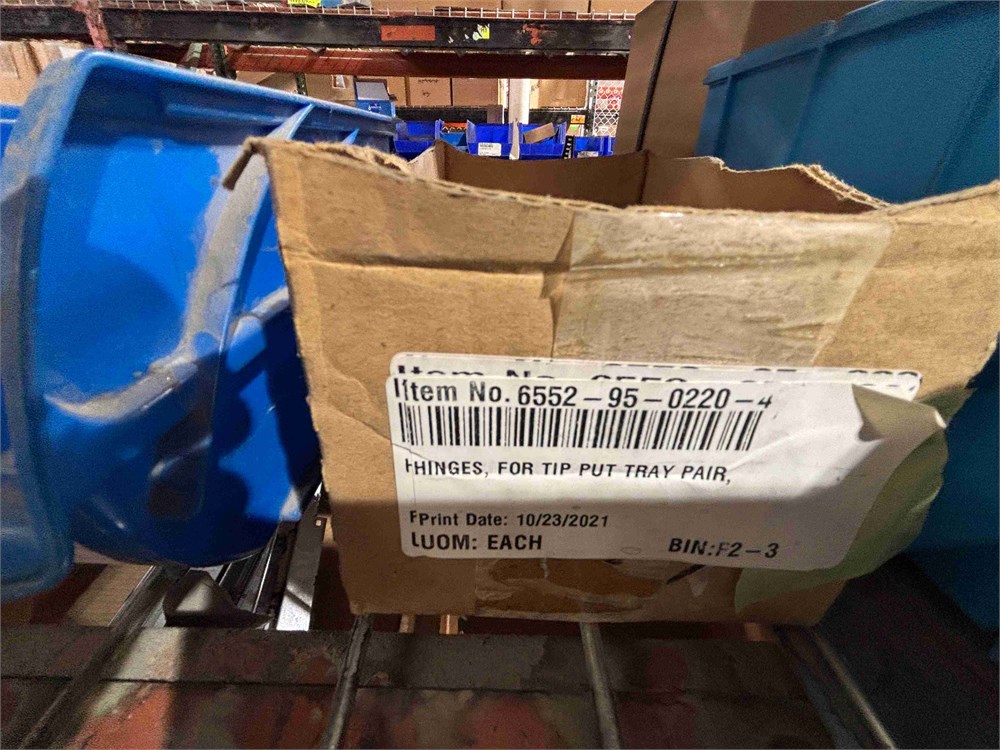 Item No. 6552-95-0220-4
HINGES, FOR TIP PUT TRAY PAIR,
Print Date: 10/23/2021
UOM: EACH
BIN:F2-3